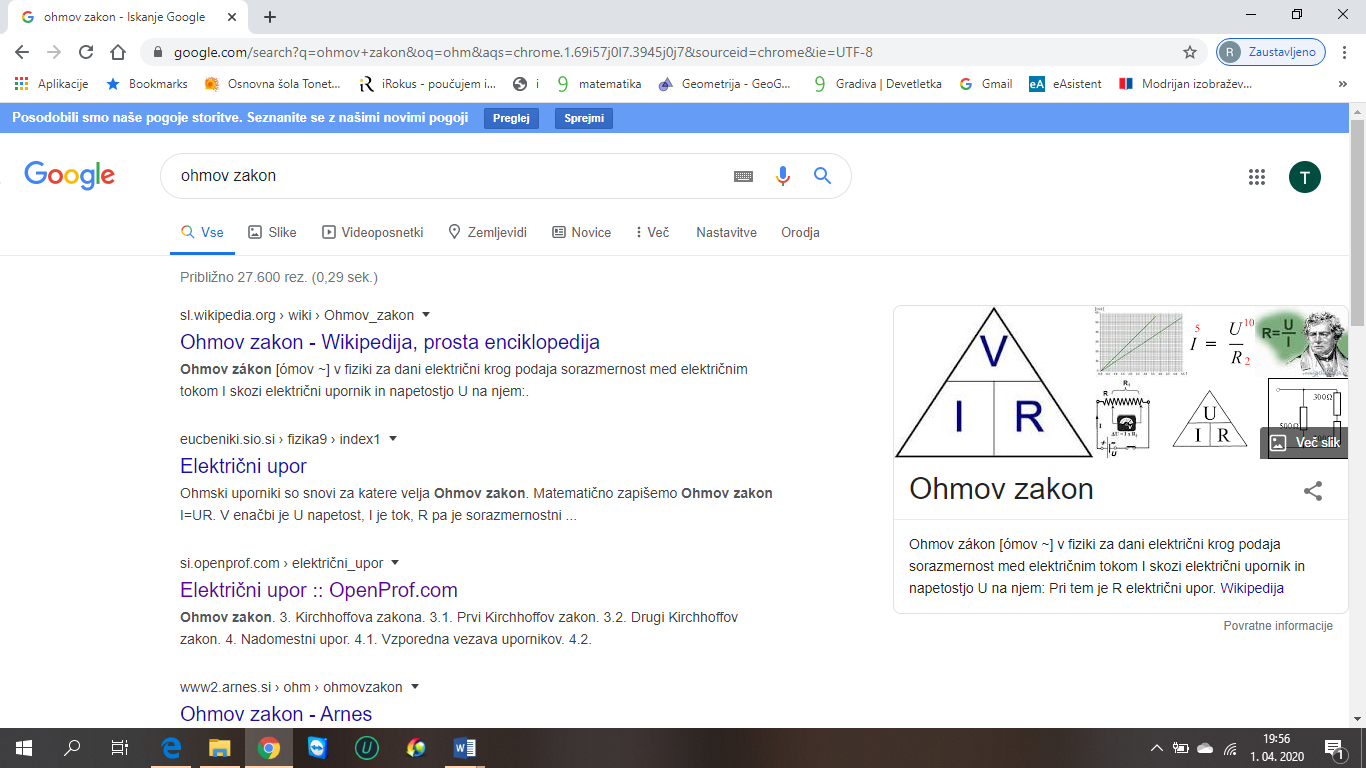 ohmov zakon - Iskanje Google
google.com/search?q=ohmov+zakon&oq=ohm&aqs=chrome.1.69i57j0l7.3945j0j7&sourceid=chrome&ie=UTF-8
R Zaustavljeno
Aplikacije Bookmarks Osnovna šola Tonet... iRokus - poučujem i... i matematika Geometrija - GeoG... Gradiva | Devetletka Gmail eAsistent Modrijan izobražev... »
Posodobili smo naše pogoje storitve. Seznanite se z našimi novimi pogoji Preglej Sprejmi
Google
ohmov zakon
T
Vse Slike Videoposnetki Zemljevidi Novice Več Nastavitve Orodja
Približno 27.600 rez. (0,29 sek.)
sl.wikipedia.org › wiki › Ohmov_zakon
Ohmov zakon - Wikipedija, prosta enciklopedija
Ohmov zákon [ómov ~] v fiziki za dani električni krog podaja sorazmernost med električnim
tokom I skozi električni upornik in napetostjo U na njem:.
eucbeniki.sio.si › fizika9 › index1
Električni upor
Ohmski uporniki so snovi za katere velja Ohmov zakon. Matematično zapišemo Ohmov zakon
I=UR. V enačbi je U napetost, I je tok, R pa je sorazmernostni ...
si.openprof.com › električni_upor
Električni upor :: OpenProf.com
Ohmov zakon. 3. Kirchhoffova zakona. 3.1. Prvi Kirchhoffov zakon. 3.2. Drugi Kirchhoffov
zakon. 4. Nadomestni upor. 4.1. Vzporedna vezava upornikov. 4.2.
www2.arnes.si › ohm › ohmovzakon
Ohmov zakon - Arnes
V
I R
5 I = U 10 / R 2
R=U/I
U
I R
300Ω
500Ω
Več slik
Ohmov zakon
Ohmov zákon [ómov ~] v fiziki za dani električni krog podaja
sorazmernost med električnim tokom I skozi električni upornik in
napetostjo U na njem: Pri tem je R električni upor. Wikipedija
Povratne informacije
19:56
1. 04. 2020
1